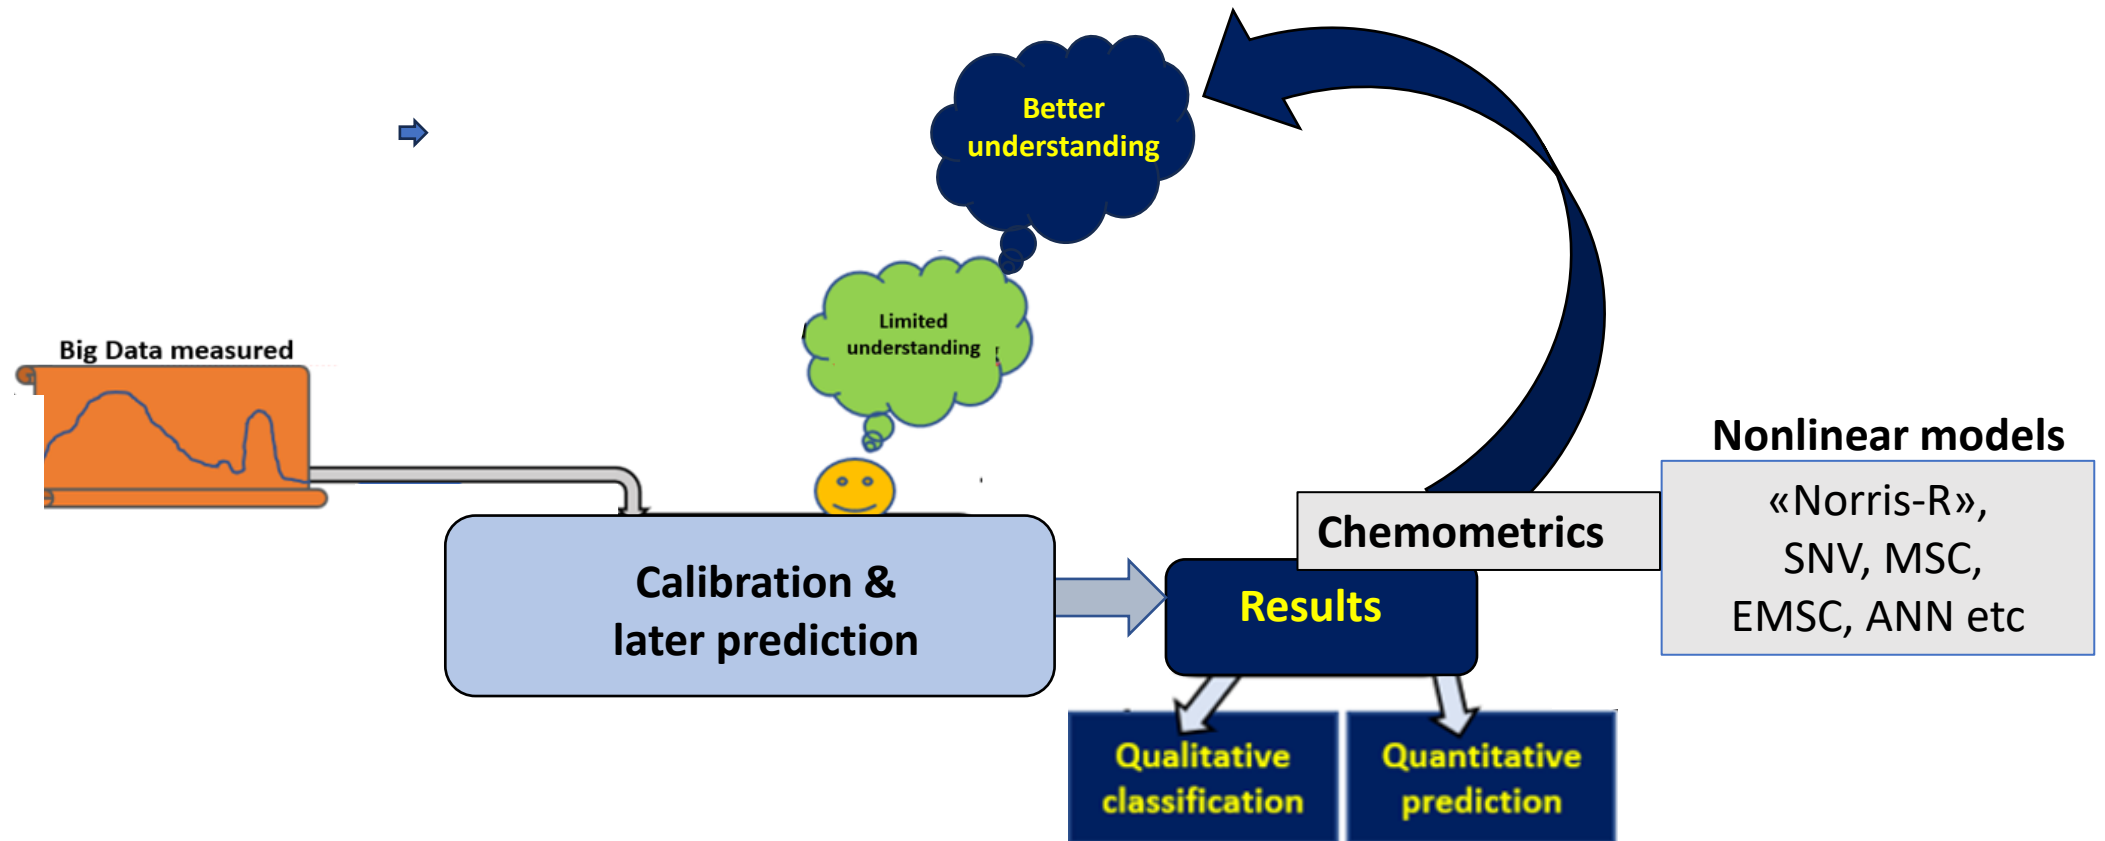 Better
understanding
Limited
understanding
Big Data measured
Nonlinear models
«Norris-R»,
SNV, MSC,
EMSC, ANN etc
Chemometrics
Calibration &
later prediction
Results
Qualitative
classification
Quantitative
prediction